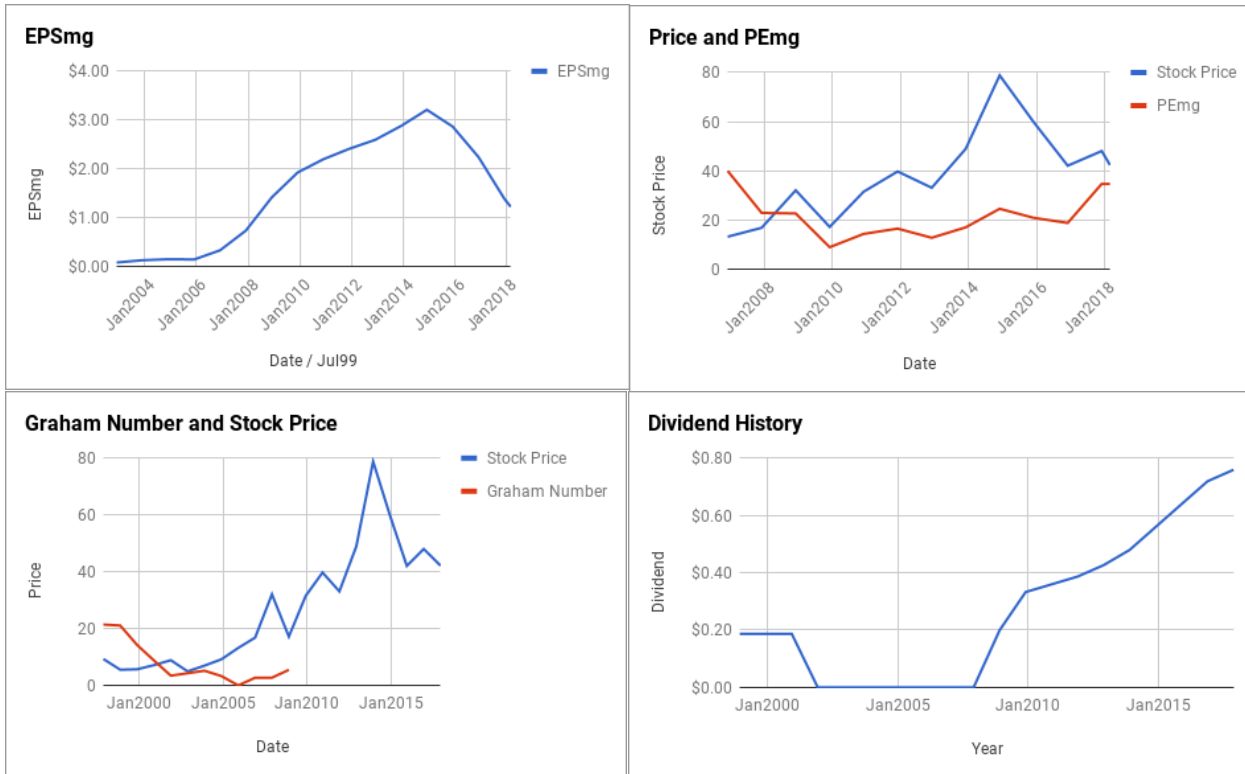 EPSmg
EPSmg
$4.00
$3.00
$2.00
$1.00
$0.00
EPSmg
Jan2004
Jan2006
Jan2008
Jan2010
Jan2012
Jan2014
Jan2016
Jan2018
Date / Jul99
Price and PEmg
Stock Price
PEmg
80
60
40
20
0
Stock Price
Jan2008
Jan2010
Jan2012
Jan2014
Jan2016
Jan2018
Date
Graham Number and Stock Price
Stock Price
Graham Number
80
60
40
20
0
Price
Jan2000
Jan2005
Jan2010
Jan2015
Date
Dividend History
$0.80
$0.60
$0.40
$0.20
$0.00
Dividend
Jan2000
Jan2005
Jan2010
Jan2015
Year